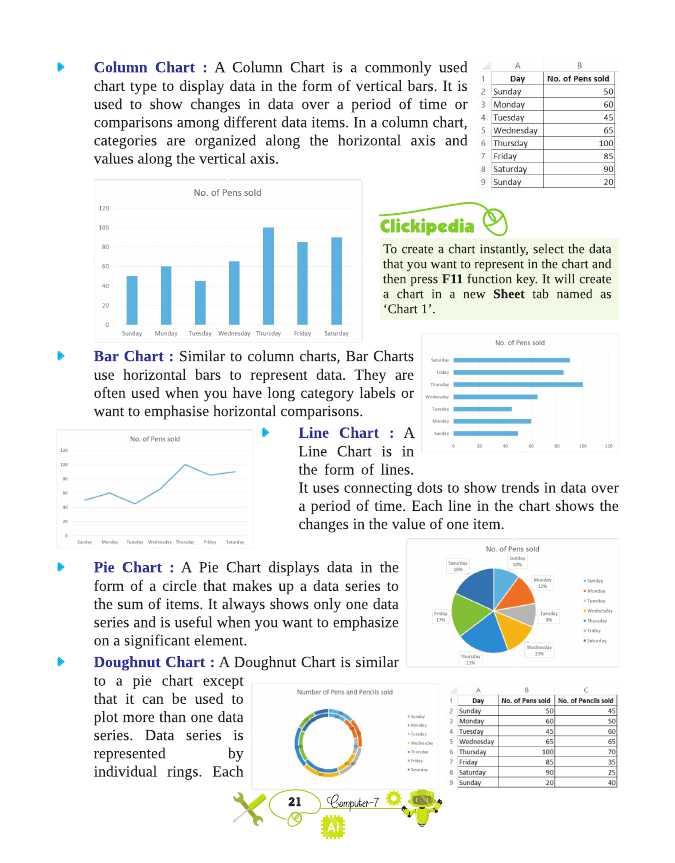 Column Chart : A Column Chart is a commonly used
chart type to display data in the form of vertical bars. It is
used to show changes in data over a period of time or
comparisons among different data items. In a column chart,
categories are organized along the horizontal axis and
values along the vertical axis.
A B
1 Day No. of Pens sold
2 Sunday 50
3 Monday 60
4 Tuesday 45
5 Wednesday 65
6 Thursday 100
7 Friday 85
8 Saturday 90
9 Sunday 20
No. of Pens sold
120
100
80
60
40
20
0
Sunday Monday Tuesday Wednesday Thursday Friday Saturday
Clickipedia
To create a chart instantly, select the data
that you want to represent in the chart and
then press F11 function key. It will create
a chart in a new Sheet tab named as
‘Chart 1’.
Bar Chart : Similar to column charts, Bar Charts
use horizontal bars to represent data. They are
often used when you have long category labels or
want to emphasise horizontal comparisons.
No. of Pens sold
Saturday
Friday
Thursday
Wednesday
Tuesday
Monday
Sunday
0 20 40 60 80 100 120
Line Chart : A
Line Chart is in
the form of lines.
It uses connecting dots to show trends in data over
a period of time. Each line in the chart shows the
changes in the value of one item.
No. of Pens sold
120
100
80
60
40
20
0
Sunday Monday Tuesday Wednesday Thursday Friday Saturday
Pie Chart : A Pie Chart displays data in the
form of a circle that makes up a data series to
the sum of items. It always shows only one data
series and is useful when you want to emphasize
on a significant element.
No. of Pens sold
Sunday
10%
Monday
12%
Tuesday
9%
Wednesday
Thursday
Friday
17%
Saturday
18%
Sunday
Monday
Tuesday
Wednesday
Thursday
Friday
Saturday
Doughnut Chart : A Doughnut Chart is similar
to a pie chart except
that it can be used to
plot more than one data
series. Data series is
represented by
individual rings. Each
Number of Pens and Pencils sold
Sunday
Monday
Tuesday
Wednesday
Thursday
Friday
Saturday
A B C
1 Day No. of Pens sold No. of Pencils sold
2 Sunday 50 45
3 Monday 60 50
4 Tuesday 45 60
5 Wednesday 65 65
6 Thursday 100 70
7 Friday 85 35
8 Saturday 90 25
9 Sunday 20 40
21 Computer-7
AI